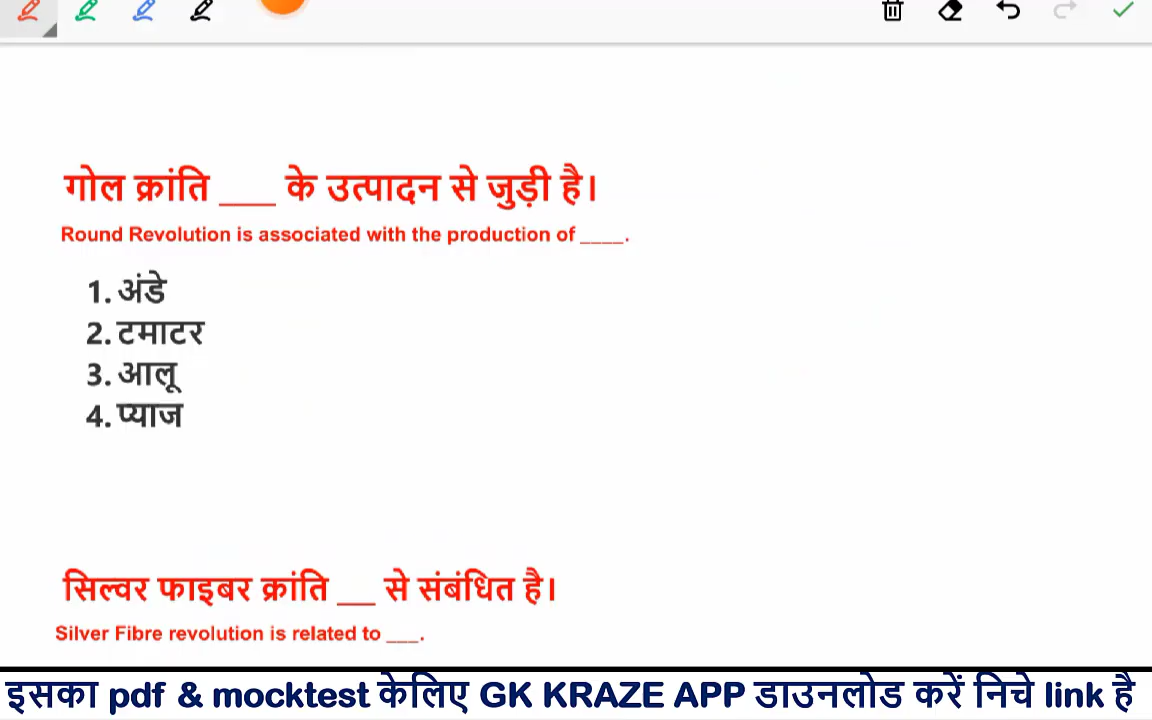 गोल क्रांति ____ के उत्पादन से जुड़ी है।
Round Revolution is associated with the production of ____.
1. अंडे
2. टमाटर
3. आलू
4. प्याज
सिल्वर फाइबर क्रांति ___ से संबंधित है।
Silver Fibre revolution is related to ___.
इसका pdf & mocktest केलिए GK KRAZE APP डाउनलोड करें निचे link है